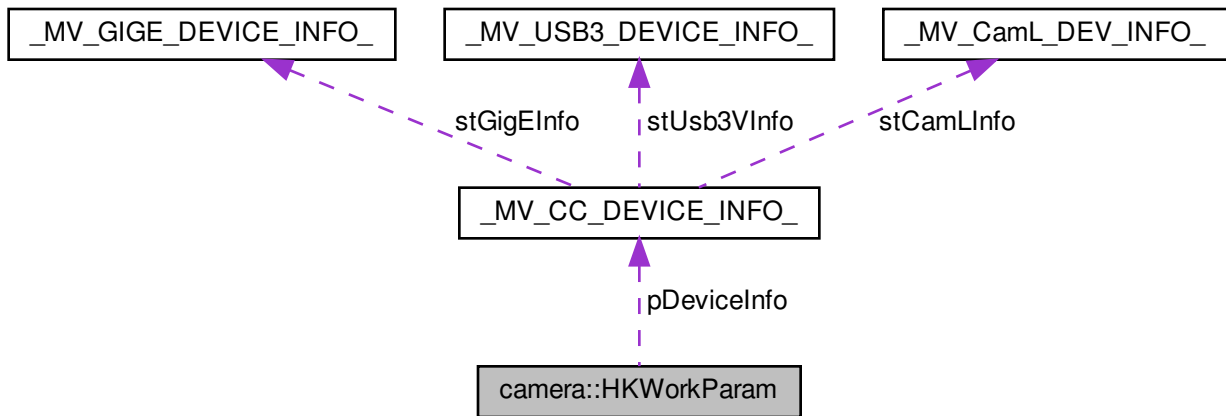 _MV_GIGE_DEVICE_INFO_
_MV_USB3_DEVICE_INFO_
_MV_CamL_DEV_INFO_
stGigEInfo
stUsb3VInfo
stCamLInfo
_MV_CC_DEVICE_INFO_
pDeviceInfo
camera::HKWorkParam